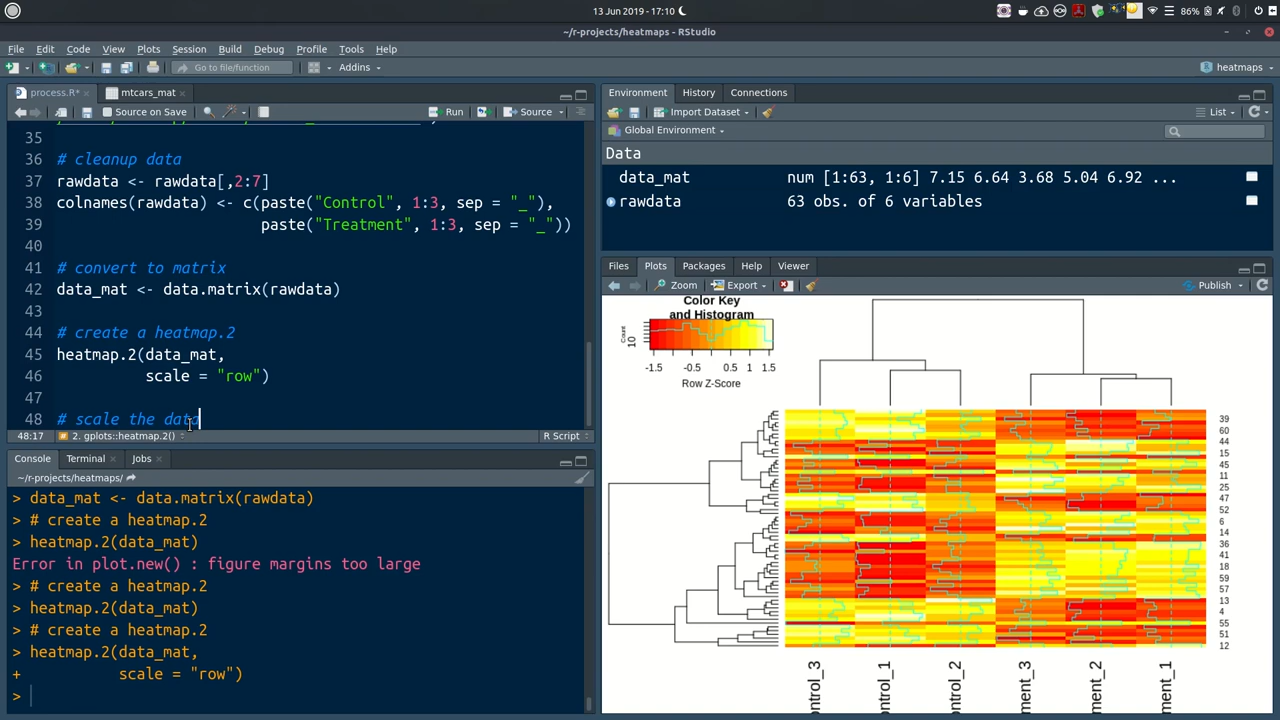 13 Jun 2019 - 17:10
86%
~/r-projects/heatmaps - RStudio
File Edit Code View Plots Session Build Debug Profile Tools Help
Go to file/function Addins heatmaps
process.R* mtcars_mat
Source on Save Run Source
35
36 # cleanup data
37 rawdata <- rawdata[,2:7]
38 colnames(rawdata) <- c(paste("Control", 1:3, sep = "_"),
39 paste("Treatment", 1:3, sep = "_"))
40
41 # convert to matrix
42 data_mat <- data.matrix(rawdata)
43
44 # create a heatmap.2
45 heatmap.2(data_mat,
46 scale = "row")
47
48 # scale the data
48:17 2. gplots::heatmap.2() R Script
Console Terminal Jobs
~/r-projects/heatmaps/
> data_mat <- data.matrix(rawdata)
> # create a heatmap.2
> heatmap.2(data_mat)
Error in plot.new() : figure margins too large
> # create a heatmap.2
> heatmap.2(data_mat)
> # create a heatmap.2
> heatmap.2(data_mat,
+ scale = "row")
>
Environment History Connections
Import Dataset List
Global Environment
Data
data_mat num [1:63, 1:6] 7.15 6.64 3.68 5.04 6.92 ...
rawdata 63 obs. of 6 variables
Files Plots Packages Help Viewer
Zoom Export Publish
Color Key
and Histogram
Count
10
-1.5 -0.5 0.5 1 1.5
Row Z-Score
39
60
44
15
45
11
25
47
52
6
14
36
41
18
59
57
13
4
55
51
12
ontrol_3 ontrol_1 ontrol_2 ment_3 ment_2 ment_1